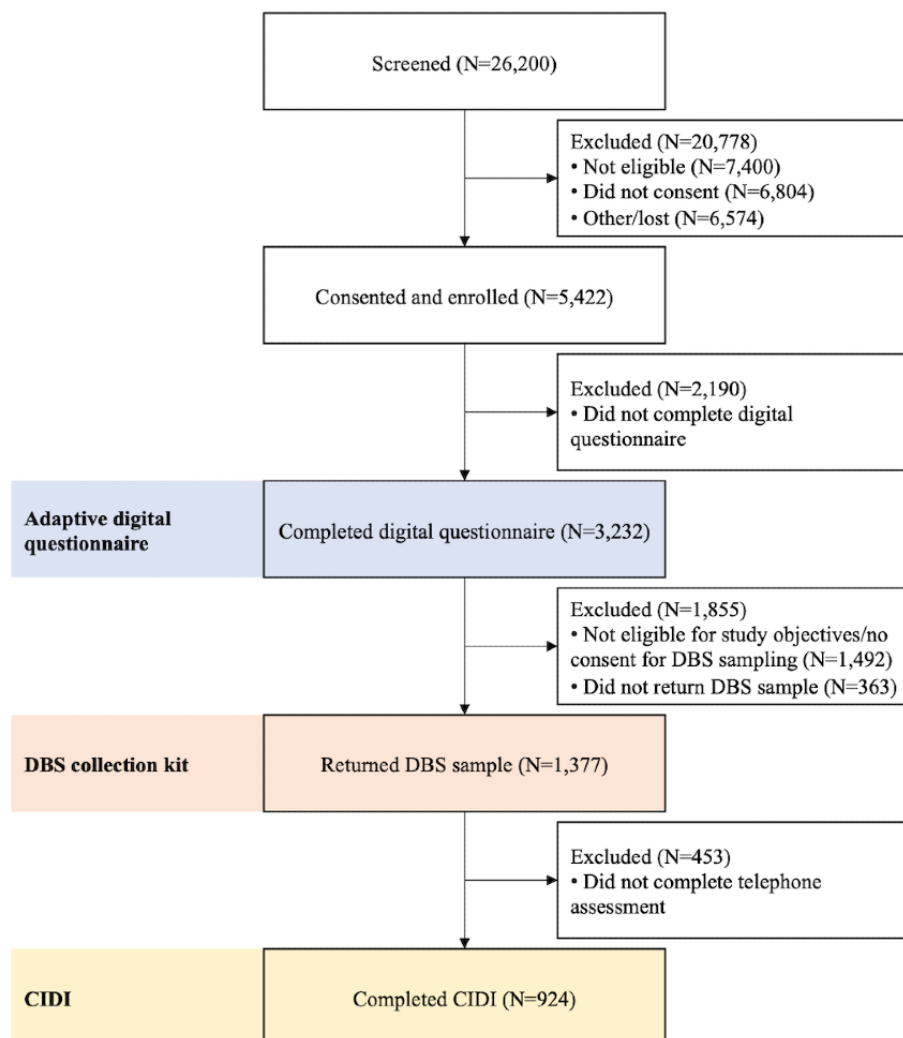 Screened (N=26,200)
Excluded (N=20,778)
• Not eligible (N=7,400)
• Did not consent (N=6,804)
• Other/lost (N=6,574)
Consented and enrolled (N=5,422)
Excluded (N=2,190)
• Did not complete digital
questionnaire
Adaptive digital
questionnaire
Completed digital questionnaire (N=3,232)
Excluded (N=1,855)
• Not eligible for study objectives/no
consent for DBS sampling (N=1,492)
• Did not return DBS sample (N=363)
DBS collection kit
Returned DBS sample (N=1,377)
Excluded (N=453)
• Did not complete telephone
assessment
CIDI
Completed CIDI (N=924)